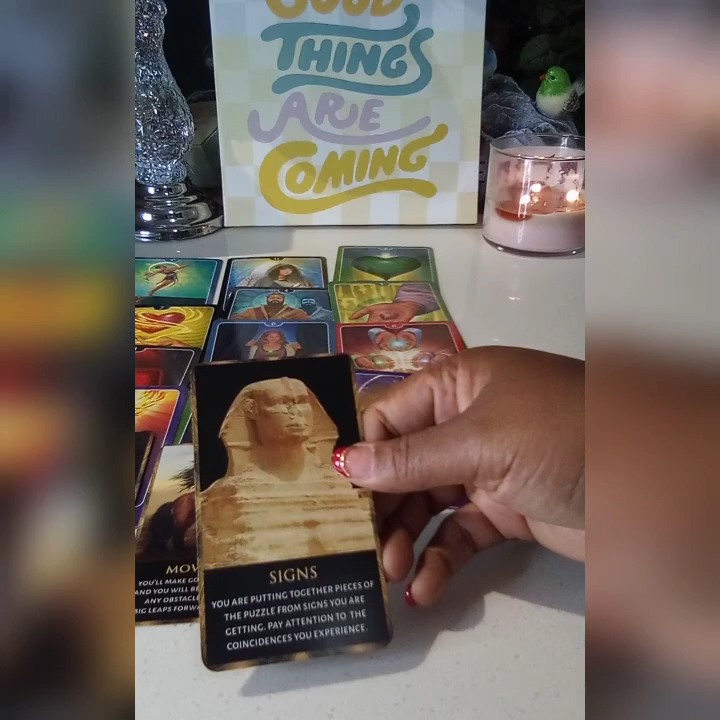 GOOD
THINGS
ARE
COMING
SIGNS
YOU ARE PUTTING TOGETHER PIECES OF
THE PUZZLE FROM SIGNS YOU ARE
GETTING. PAY ATTENTION TO THE
COINCIDENCES YOU EXPERIENCE.
MOV
YOU'LL MAKE GO
AND YOU WILL BE
ANY OBSTACLE
BIG LEAPS FORWA